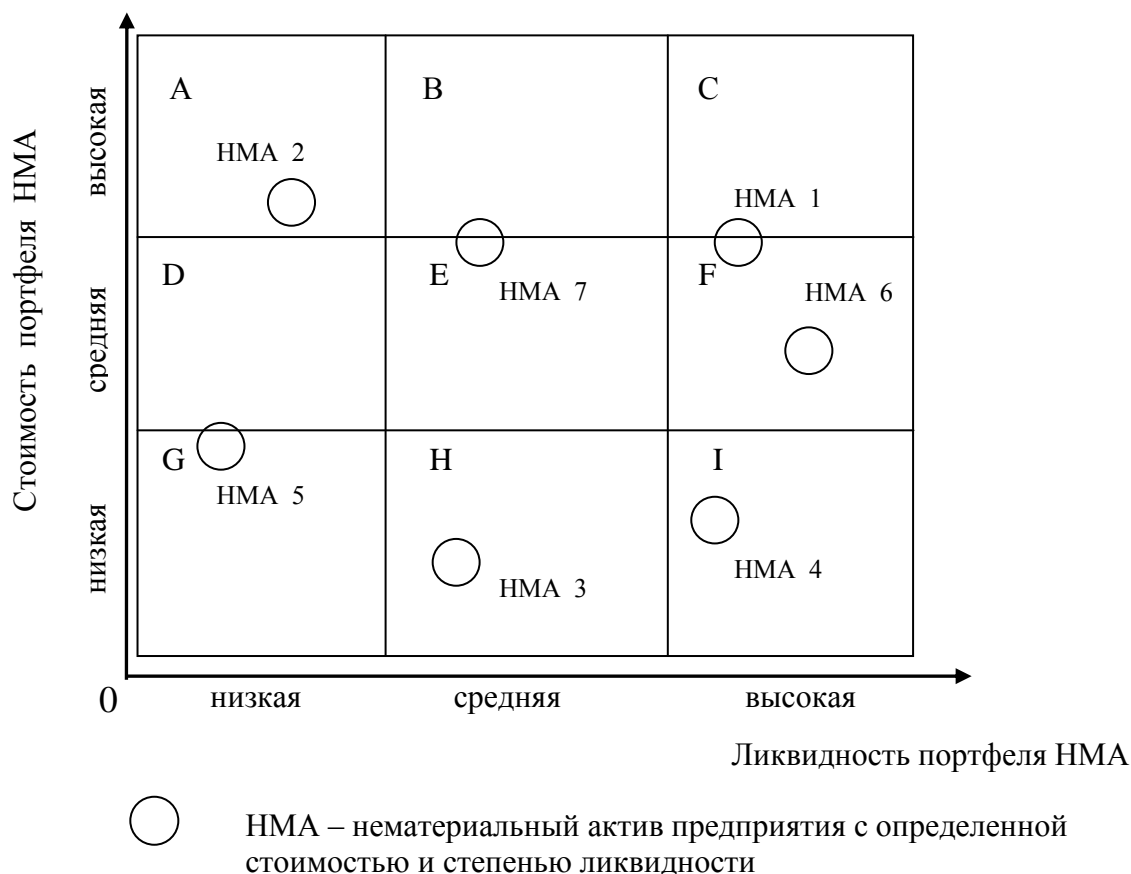 Стоимость портфеля НМА
высокая
средняя
низкая
A
B
C
НМА 2
НМА 1
D
E
F
НМА 7
НМА 6
G
H
I
НМА 5
НМА 3
НМА 4
0
низкая
средняя
высокая
Ликвидность портфеля НМА
НМА – нематериальный актив предприятия с определенной
стоимостью и степенью ликвидности